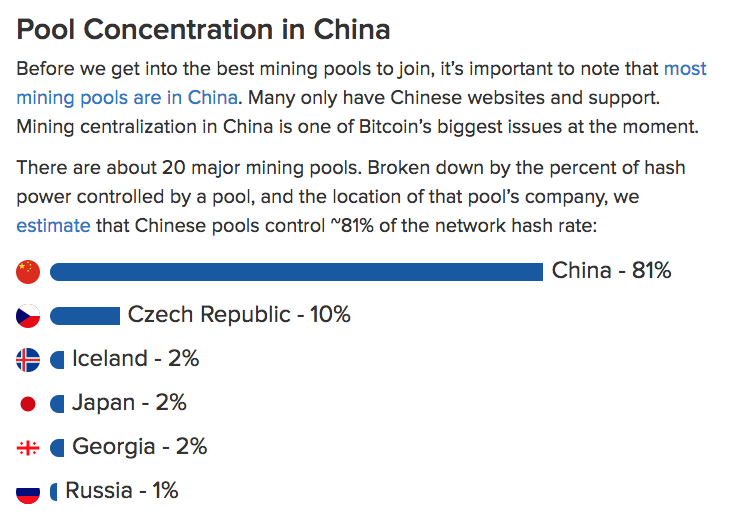 Pool Concentration in China
Before we get into the best mining pools to join, it's important to note that most
mining pools are in China. Many only have Chinese websites and support.
Mining centralization in China is one of Bitcoin's biggest issues at the moment.
There are about 20 major mining pools. Broken down by the percent of hash
power controlled by a pool, and the location of that pool's company, we
estimate that Chinese pools control ~81% of the network hash rate:
China - 81%
Czech Republic - 10%
Iceland - 2%
Japan - 2%
Georgia - 2%
Russia - 1%